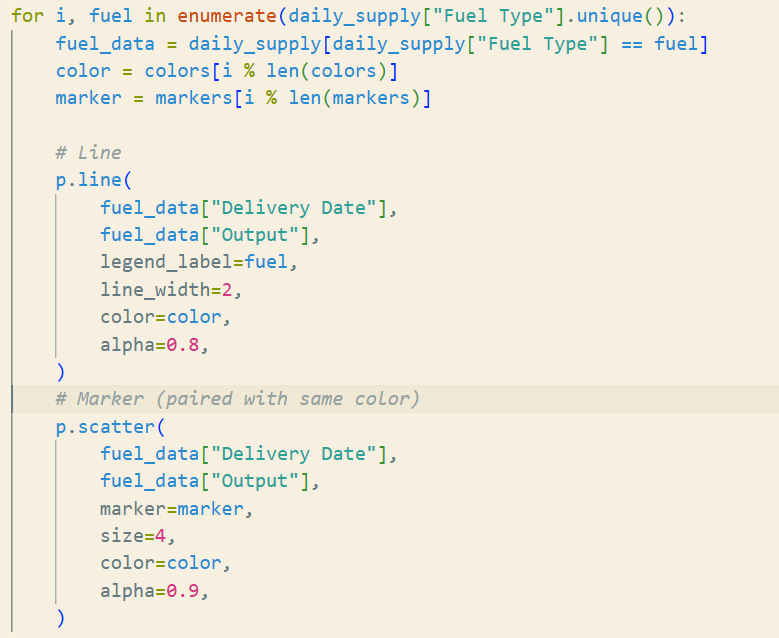 for i, fuel in enumerate(daily_supply["Fuel Type"].unique()):
    fuel_data = daily_supply[daily_supply["Fuel Type"] == fuel]
    color = colors[i % len(colors)]
    marker = markers[i % len(markers)]

    # Line
    p.line(
        fuel_data["Delivery Date"],
        fuel_data["Output"],
        legend_label=fuel,
        line_width=2,
        color=color,
        alpha=0.8,
    )
    # Marker (paired with same color)
    p.scatter(
        fuel_data["Delivery Date"],
        fuel_data["Output"],
        marker=marker,
        size=4,
        color=color,
        alpha=0.9,
    )